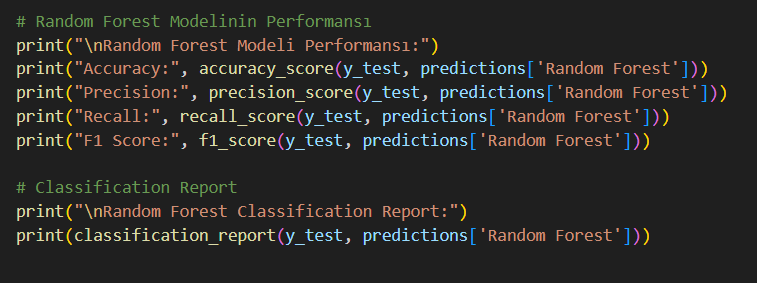 # Random Forest Modelinin Performansı
print("\nRandom Forest Modeli Performansı:")
print("Accuracy:", accuracy_score(y_test, predictions['Random Forest']))
print("Precision:", precision_score(y_test, predictions['Random Forest']))
print("Recall:", recall_score(y_test, predictions['Random Forest']))
print("F1 Score:", f1_score(y_test, predictions['Random Forest']))
# Classification Report
print("\nRandom Forest Classification Report:")
print(classification_report(y_test, predictions['Random Forest']))